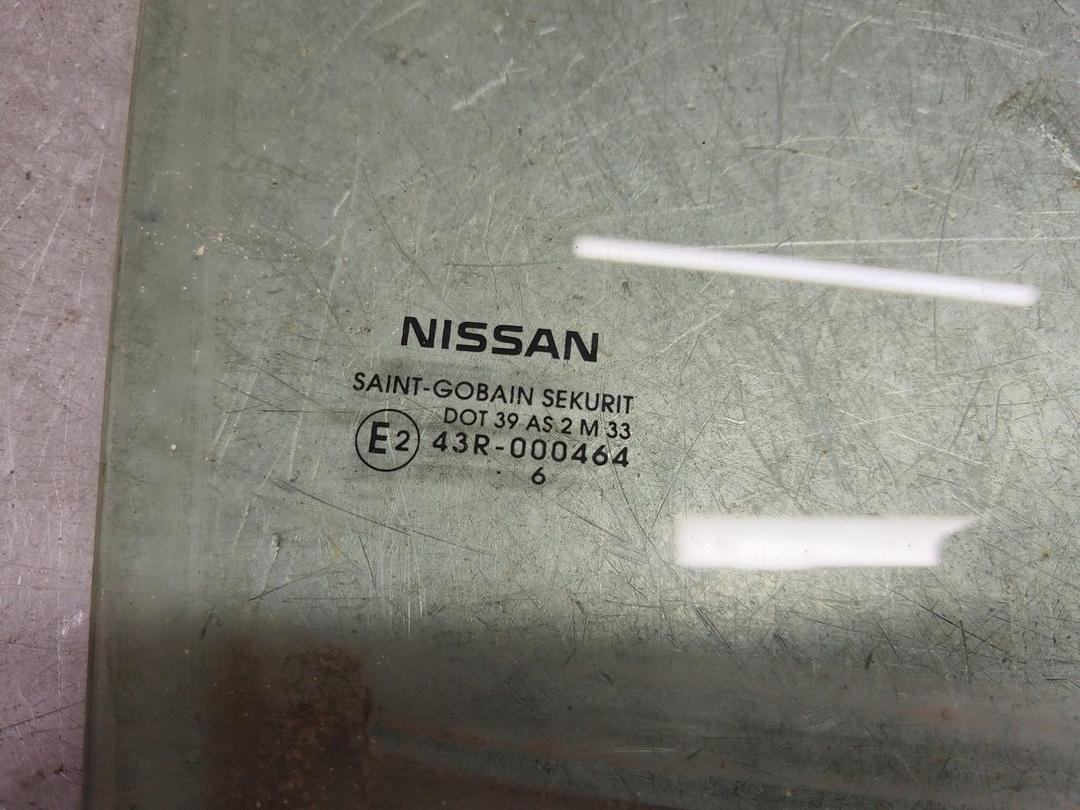 NISSAN
SAINT-GOBAIN SEKURIT
DOT 39 AS 2 M 33
E2 43R-000464
6